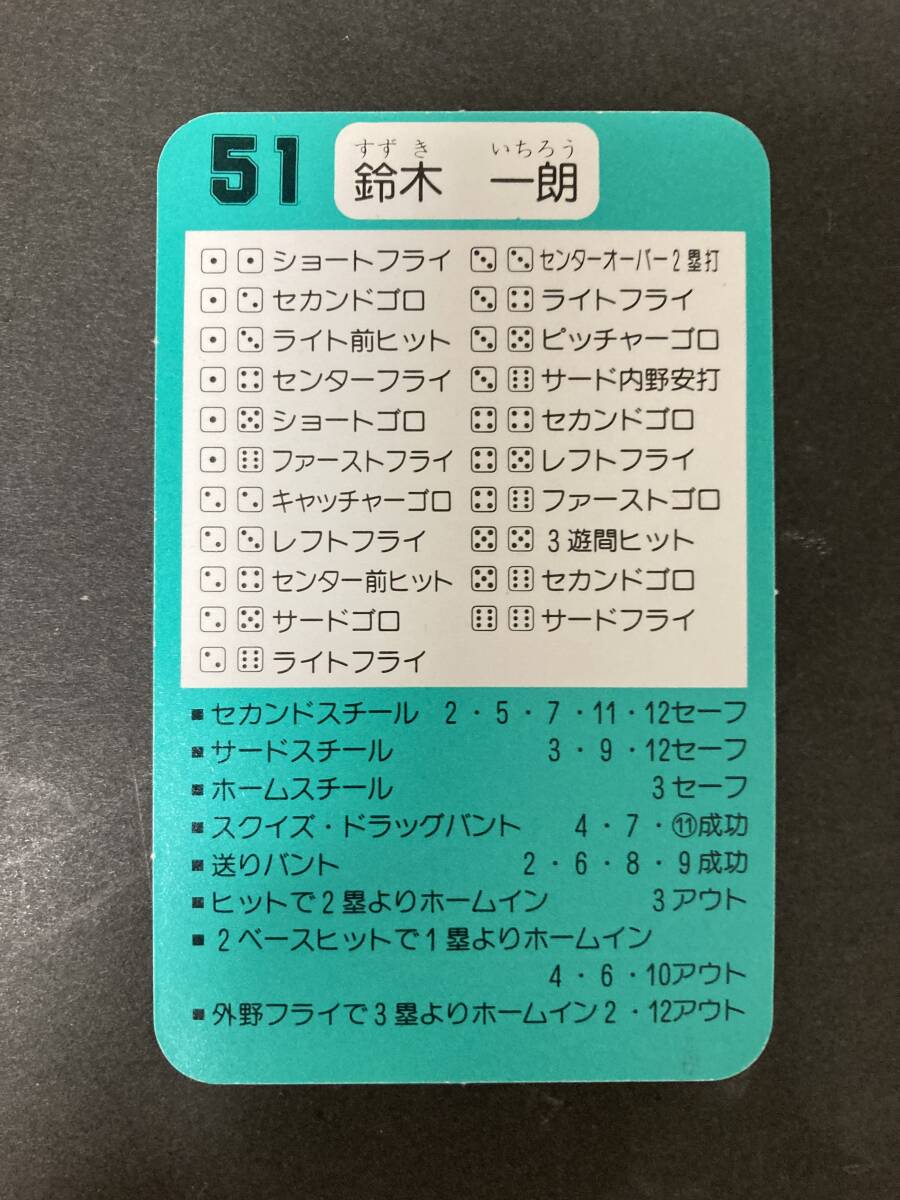 51
すずき いちろう
鈴木 一朗
ショートフライ
セカンドゴロ
ライト前ヒット
センターフライ
ショートゴロ
ファーストフライ
キャッチャーゴロ
レフトフライ
センター前ヒット
サードゴロ
ライトフライ
センターオーバー2塁打
ライトフライ
ピッチャーゴロ
サード内野安打
セカンドゴロ
レフトフライ
ファーストゴロ
3遊間ヒット
セカンドゴロ
サードフライ
■セカンドスチール 2・5・7・11・12セーフ
■サードスチール 3・9・12セーフ
■ホームスチール 3セーフ
■スクイズ・ドラッグバント 4・7・⑪成功
■送りバント 2・6・8・9成功
■ヒットで2塁よりホームイン 3アウト
■2ベースヒットで1塁よりホームイン
4・6・10アウト
■外野フライで3塁よりホームイン2・12アウト